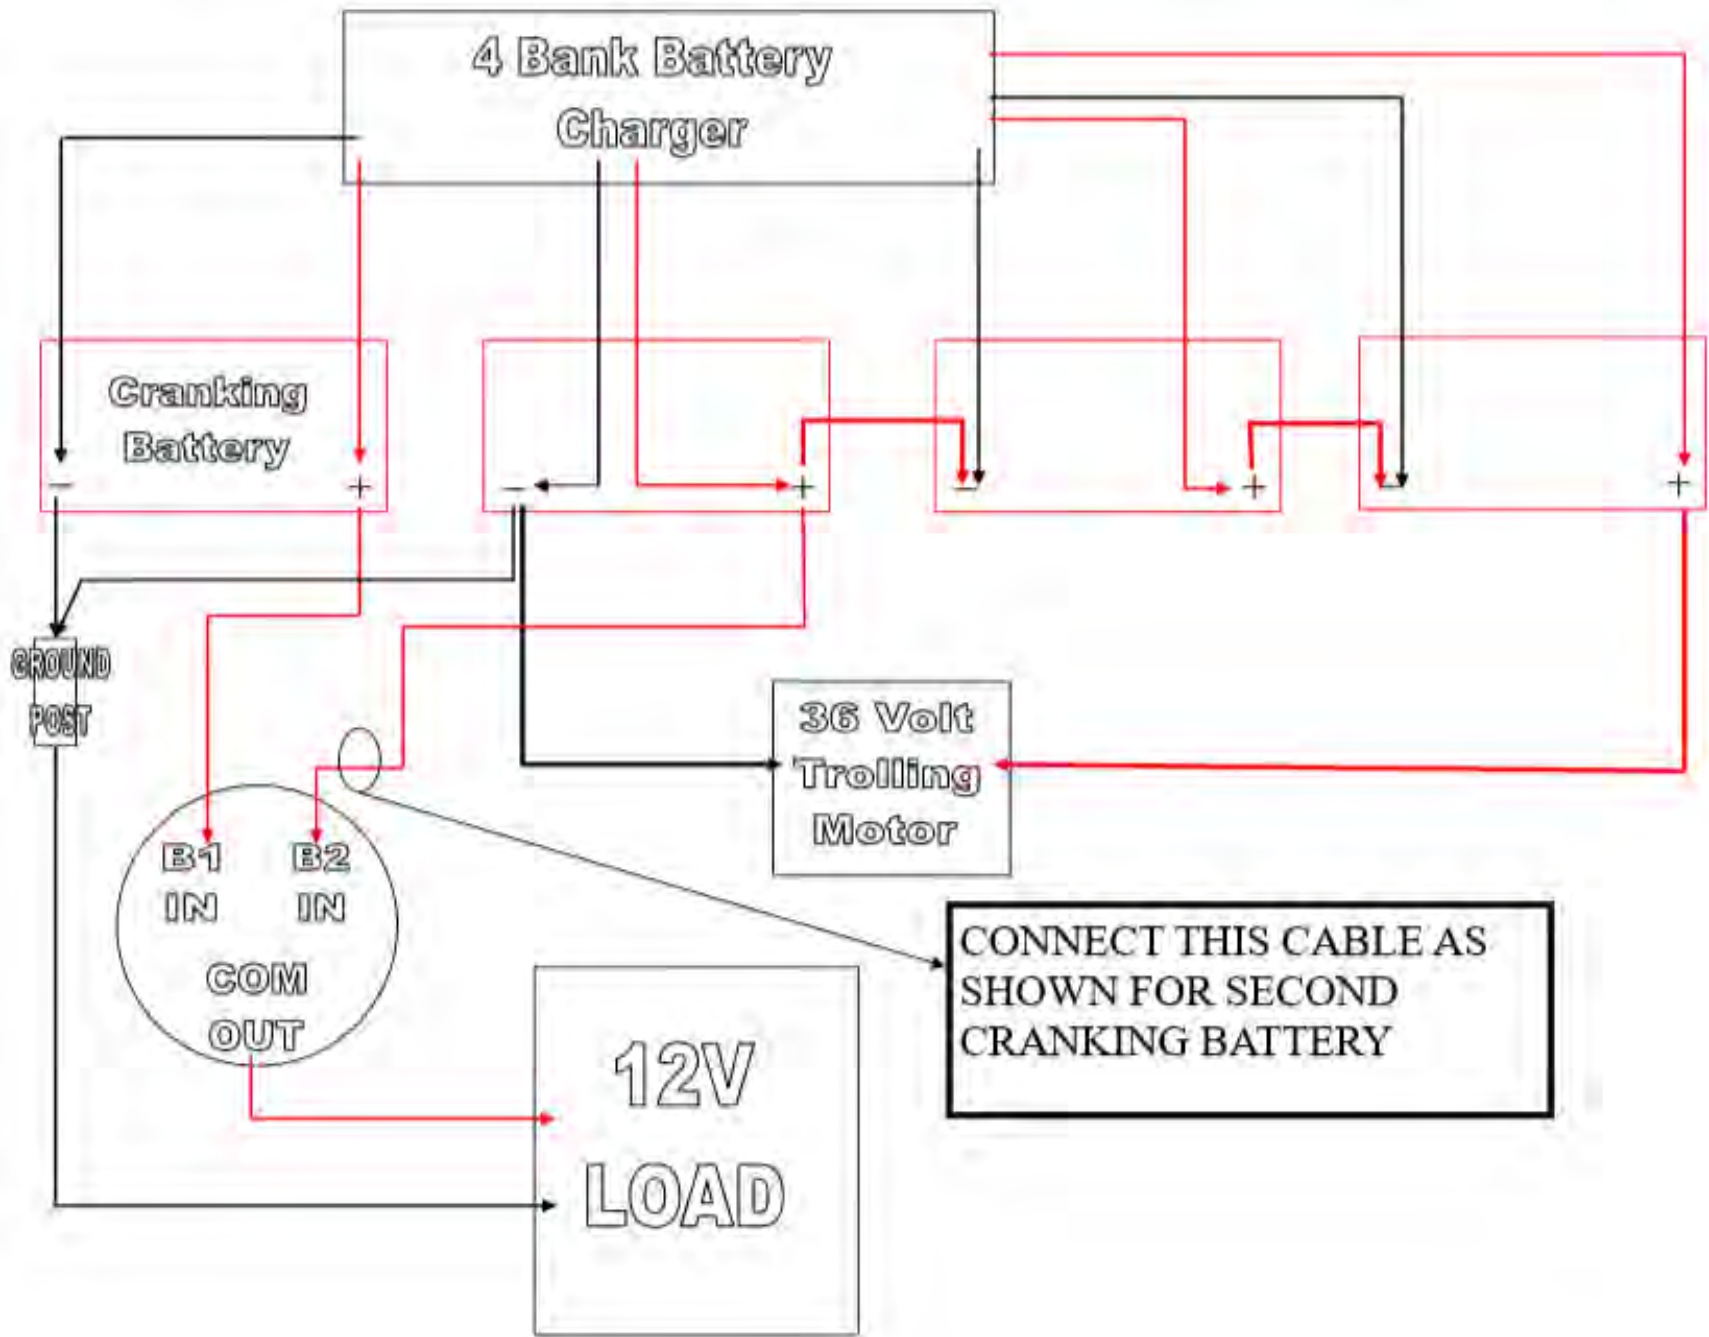 4 Bank Battery
Charger
Cranking
Battery
- +
- +
- +
- +
GROUND
POST
36 Volt
Trolling
Motor
B1 B2
IN IN
COM
OUT
CONNECT THIS CABLE AS
SHOWN FOR SECOND
CRANKING BATTERY
12V
LOAD